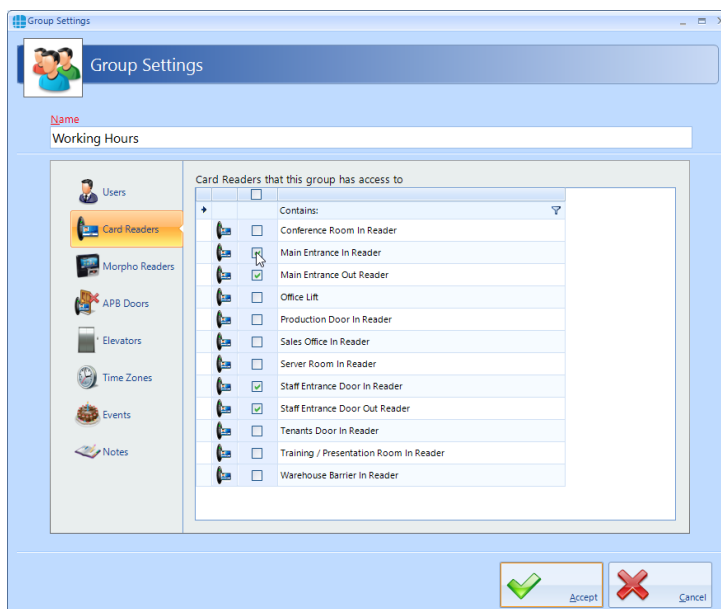 Group Settings
Group Settings
Name
Working Hours
Users
Card Readers
Morpho Readers
APB Doors
Elevators
Time Zones
Events
Notes
Card Readers that this group has access to
Contains:
Conference Room In Reader
Main Entrance In Reader
Main Entrance Out Reader
Office Lift
Production Door In Reader
Sales Office In Reader
Server Room In Reader
Staff Entrance Door In Reader
Staff Entrance Door Out Reader
Tenants Door In Reader
Training / Presentation Room In Reader
Warehouse Barrier In Reader
Accept
Cancel